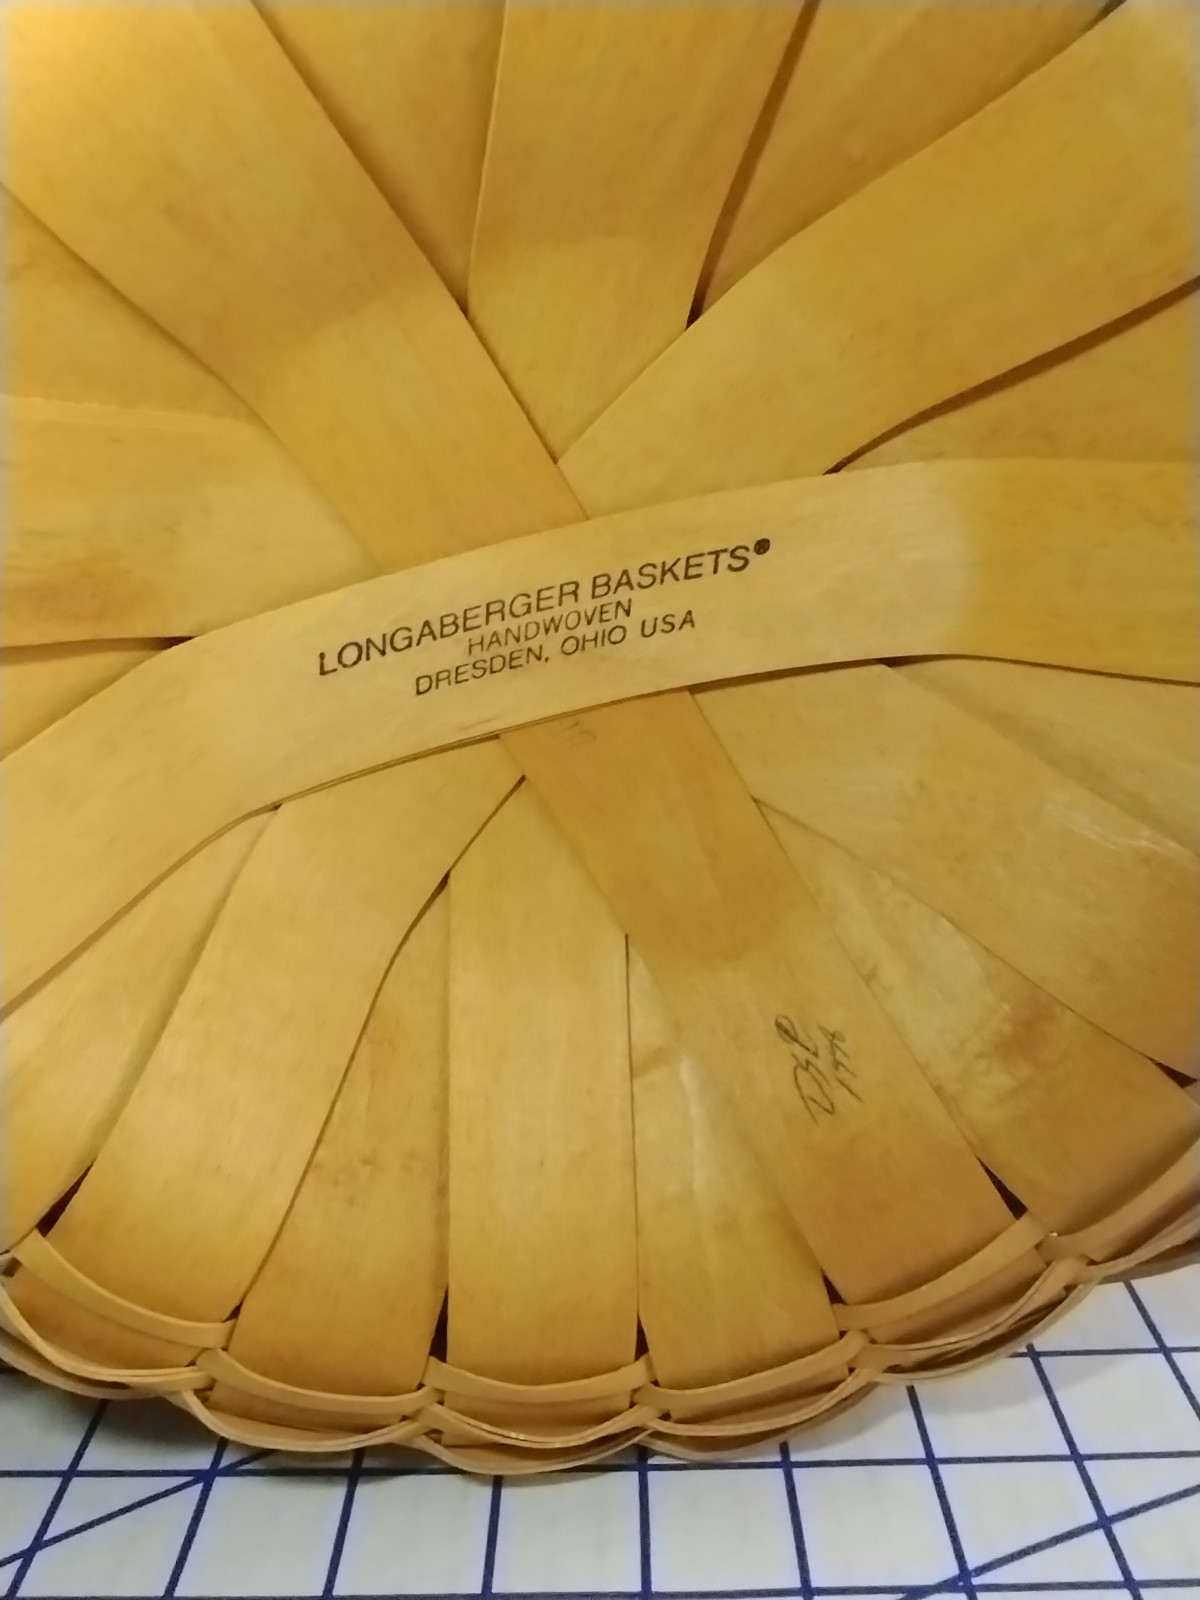 LONGABERGER BASKETS®
HANDWOVEN
DRESDEN, OHIO USA